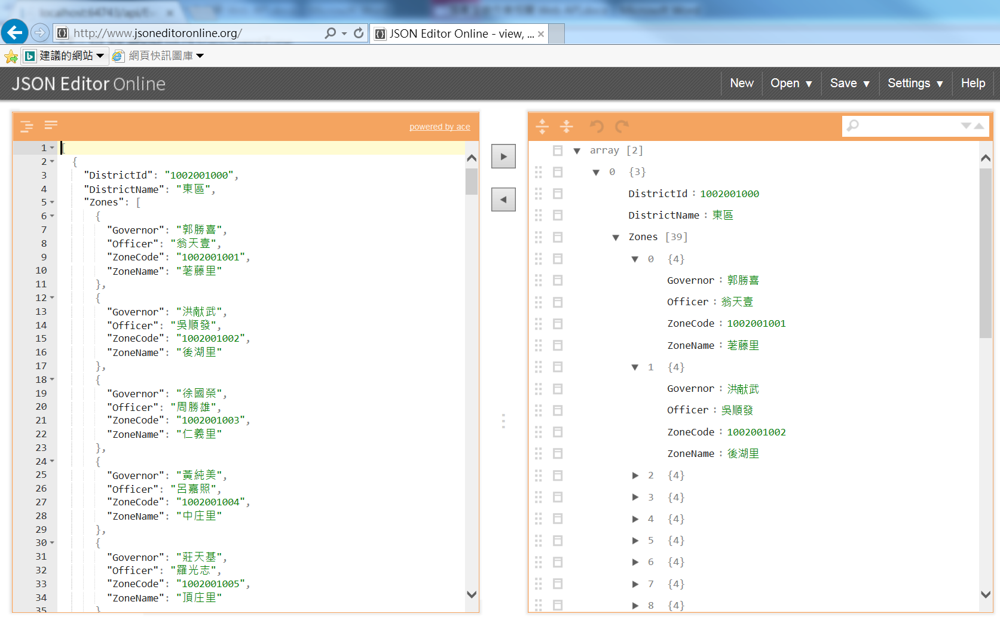 http://www.jsoneditoronline.org/
JSON Editor Online - view, ...
建議的網站
網頁快訊圖庫
JSON Editor Online
New
Open
Save
Settings
Help
powered by ace
1 [
2 {
3 "DistrictId": "1002001000",
4 "DistrictName": "東區",
5 "Zones": [
6 {
7 "Governor": "郭勝喜",
8 "Officer": "翁天壹",
9 "ZoneCode": "1002001001",
10 "ZoneName": "荖藤里"
11 },
12 {
13 "Governor": "洪献武",
14 "Officer": "吳順發",
15 "ZoneCode": "1002001002",
16 "ZoneName": "後湖里"
17 },
18 {
19 "Governor": "徐國榮",
20 "Officer": "周勝雄",
21 "ZoneCode": "1002001003",
22 "ZoneName": "仁義里"
23 },
24 {
25 "Governor": "黃純美",
26 "Officer": "呂嘉照",
27 "ZoneCode": "1002001004",
28 "ZoneName": "中庄里"
29 },
30 {
31 "Governor": "莊天基",
32 "Officer": "羅光志",
33 "ZoneCode": "1002001005",
34 "ZoneName": "頂庄里"
35 }
array [2]
0 {3}
DistrictId : 1002001000
DistrictName : 東區
Zones [39]
0 {4}
Governor : 郭勝喜
Officer : 翁天壹
ZoneCode : 1002001001
ZoneName : 荖藤里
1 {4}
Governor : 洪献武
Officer : 吳順發
ZoneCode : 1002001002
ZoneName : 後湖里
2 {4}
3 {4}
4 {4}
5 {4}
6 {4}
7 {4}
8 {4}